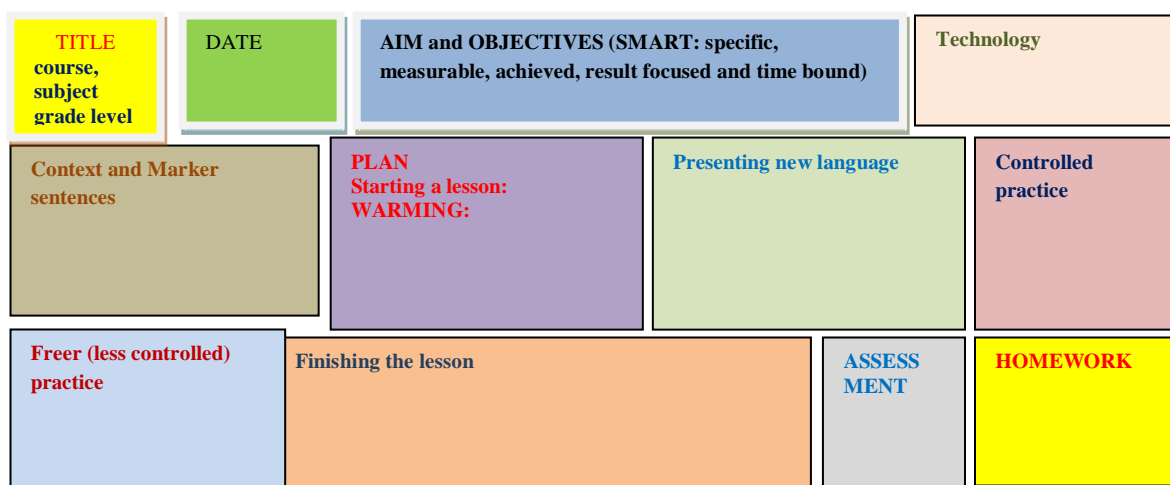 TITLE
course,
subject
grade level
DATE
AIM and OBJECTIVES (SMART: specific,
measurable, achieved, result focused and time bound)
Technology
Context and Marker
sentences
PLAN
Starting a lesson:
WARMING:
Presenting new language
Controlled
practice
Freer (less controlled)
practice
Finishing the lesson
ASSESS
MENT
HOMEWORK